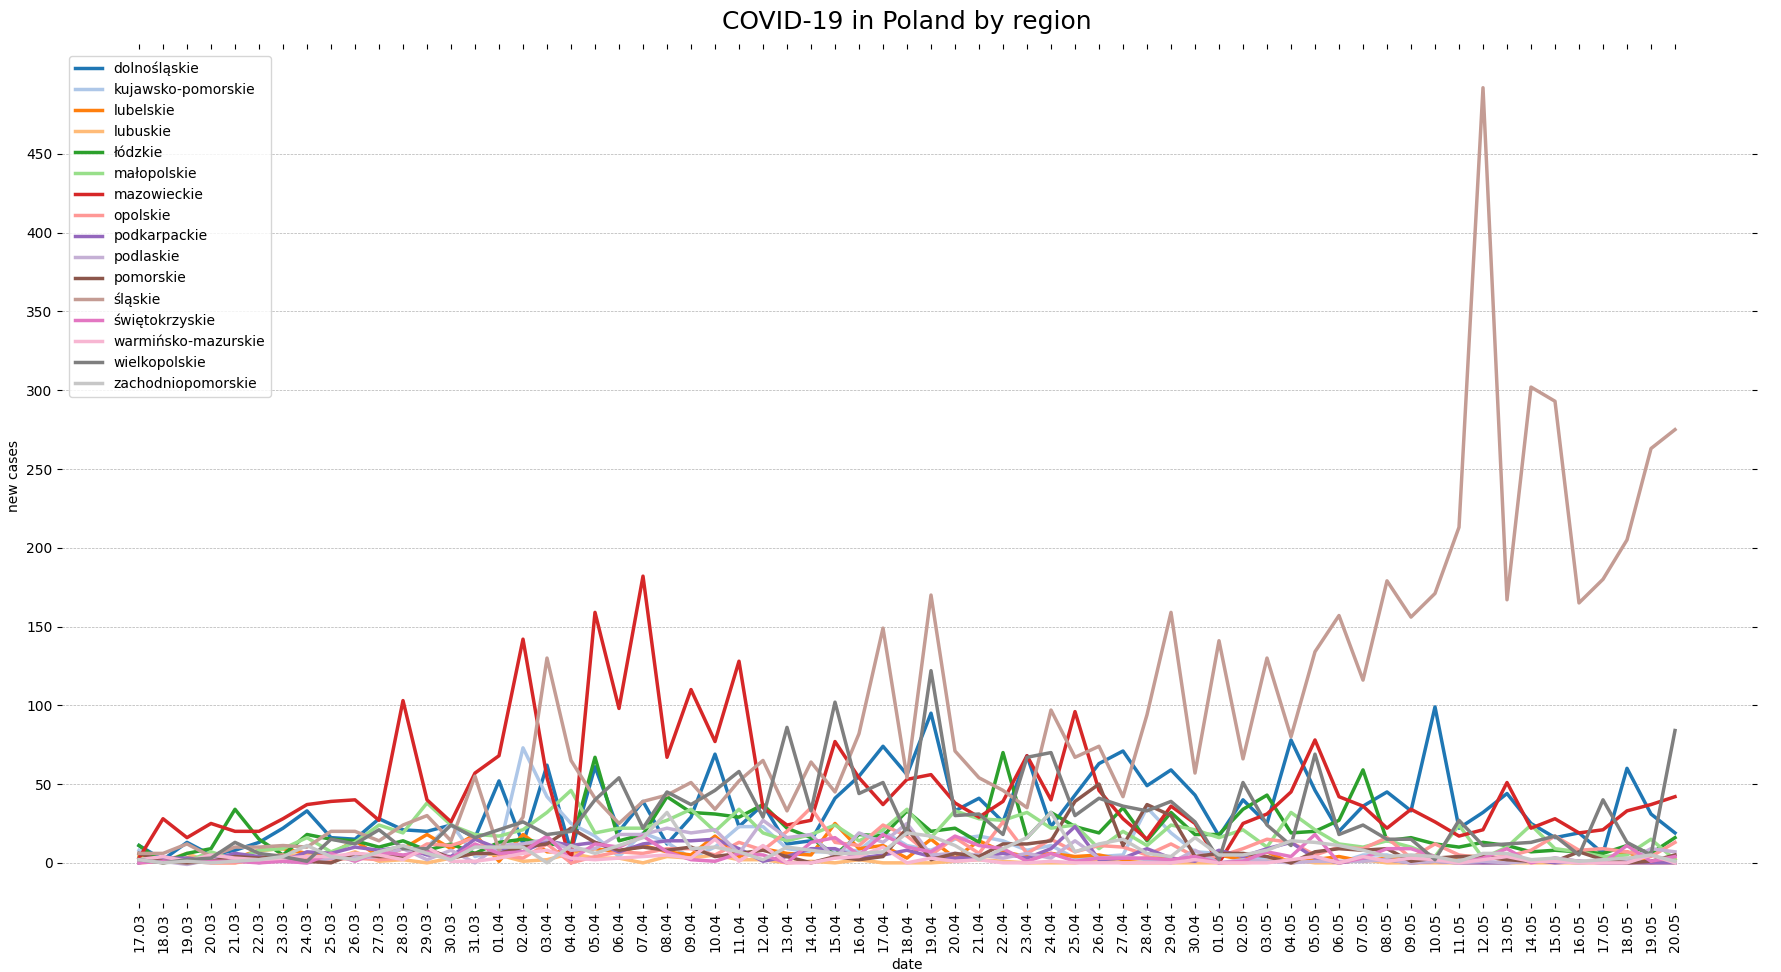 COVID-19 in Poland by region
dolnośląskie
kujawsko-pomorskie
lubelskie
lubuskie
łódzkie
małopolskie
mazowieckie
opolskie
podkarpackie
podlaskie
pomorskie
śląskie
świętokrzyskie
warmińsko-mazurskie
wielkopolskie
zachodniopomorskie
450
400
350
300
250
200
150
100
50
0
new cases
17.03 18.03 19.03 20.03 21.03 22.03 23.03 24.03 25.03 26.03 27.03 28.03 29.03 30.03 31.03 01.04 02.04 03.04 04.04 05.04 06.04 07.04 08.04 09.04 10.04 11.04 12.04 13.04 14.04 15.04 16.04 17.04 18.04 19.04 20.04 21.04 22.04 23.04 24.04 25.04 26.04 27.04 28.04 29.04 30.04 01.05 02.05 03.05 04.05 05.05 06.05 07.05 08.05 09.05 10.05 11.05 12.05 13.05 14.05 15.05 16.05 17.05 18.05 19.05 20.05
date